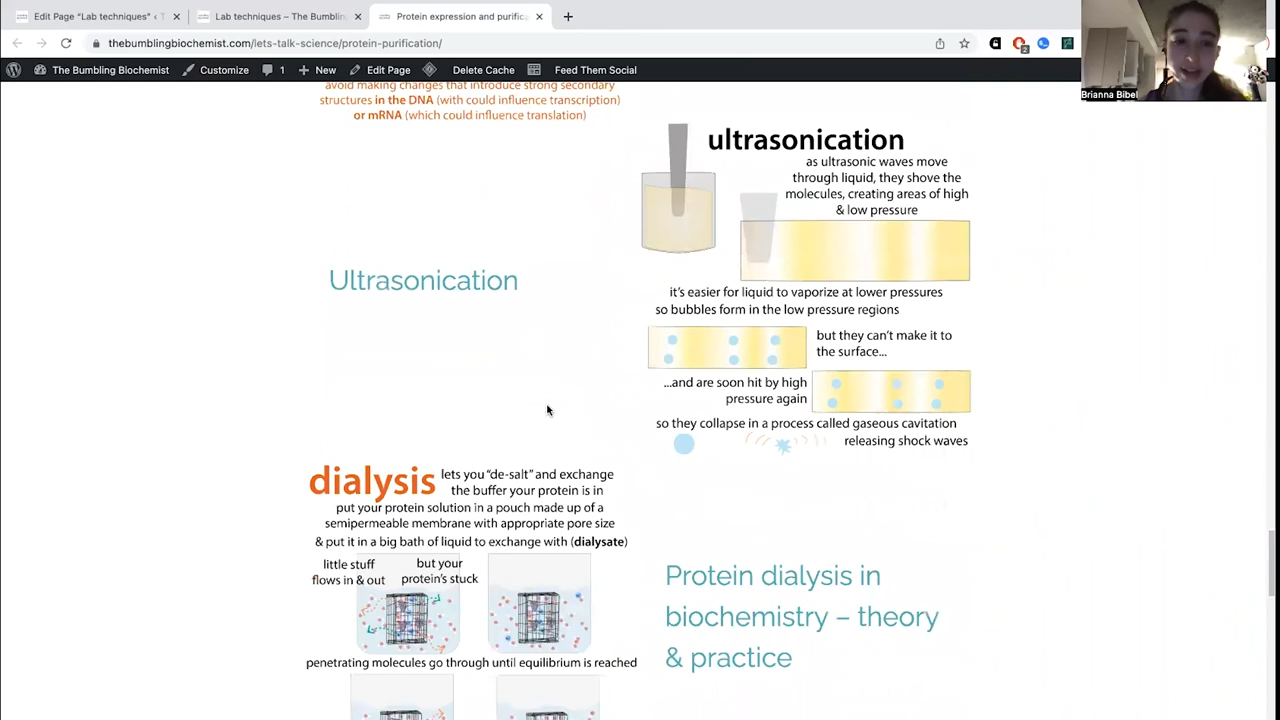 Edit Page “Lab techniques” ‹ T
Lab techniques – The Bumblin
Protein expression and purific
thebumblingbiochemist.com/lets-talk-science/protein-purification/
2
The Bumbling Biochemist
Customize
1
New
Edit Page
Delete Cache
Feed Them Social
Brianna Bibel
avoid making changes that introduce strong secondary
structures in the DNA (with could influence transcription)
or mRNA (which could influence translation)
ultrasonication
as ultrasonic waves move
through liquid, they shove the
molecules, creating areas of high
& low pressure
it’s easier for liquid to vaporize at lower pressures
so bubbles form in the low pressure regions
but they can’t make it to
the surface...
...and are soon hit by high
pressure again
so they collapse in a process called gaseous cavitation
releasing shock waves
Ultrasonication
dialysis
lets you “de-salt” and exchange
the buffer your protein is in
put your protein solution in a pouch made up of a
semipermeable membrane with appropriate pore size
& put it in a big bath of liquid to exchange with (dialysate)
little stuff
flows in & out
but your
protein’s stuck
penetrating molecules go through until equilibrium is reached
Protein dialysis in
biochemistry – theory
& practice